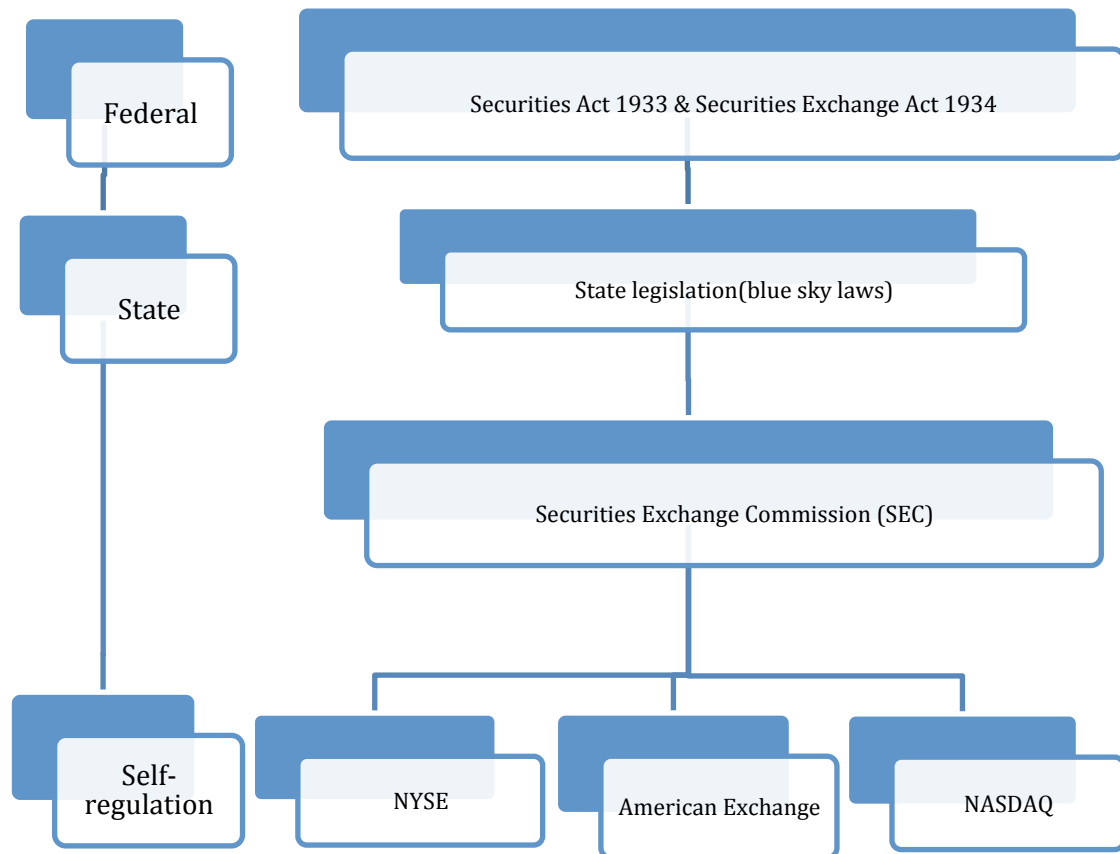 Federal
Securities Act 1933 & Securities Exchange Act 1934
State
State legislation(blue sky laws)
Securities Exchange Commission (SEC)
Self-
regulation
NYSE
American Exchange
NASDAQ